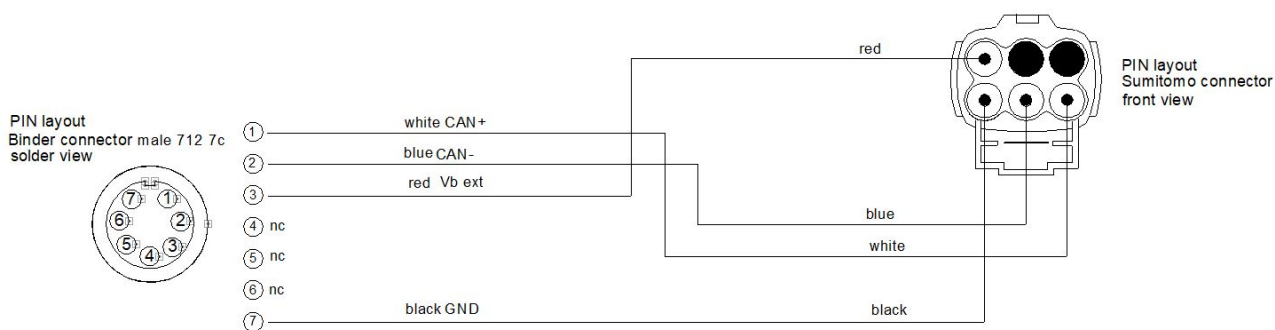 red
PIN layout
Sumitomo connector
front view
PIN layout
Binder connector male 712 7c
solder view
7 1
6 2
5 3
4
1 white CAN+
2 blue CAN-
3 red Vb ext
4 nc
5 nc
6 nc
7 black GND
blue
white
black